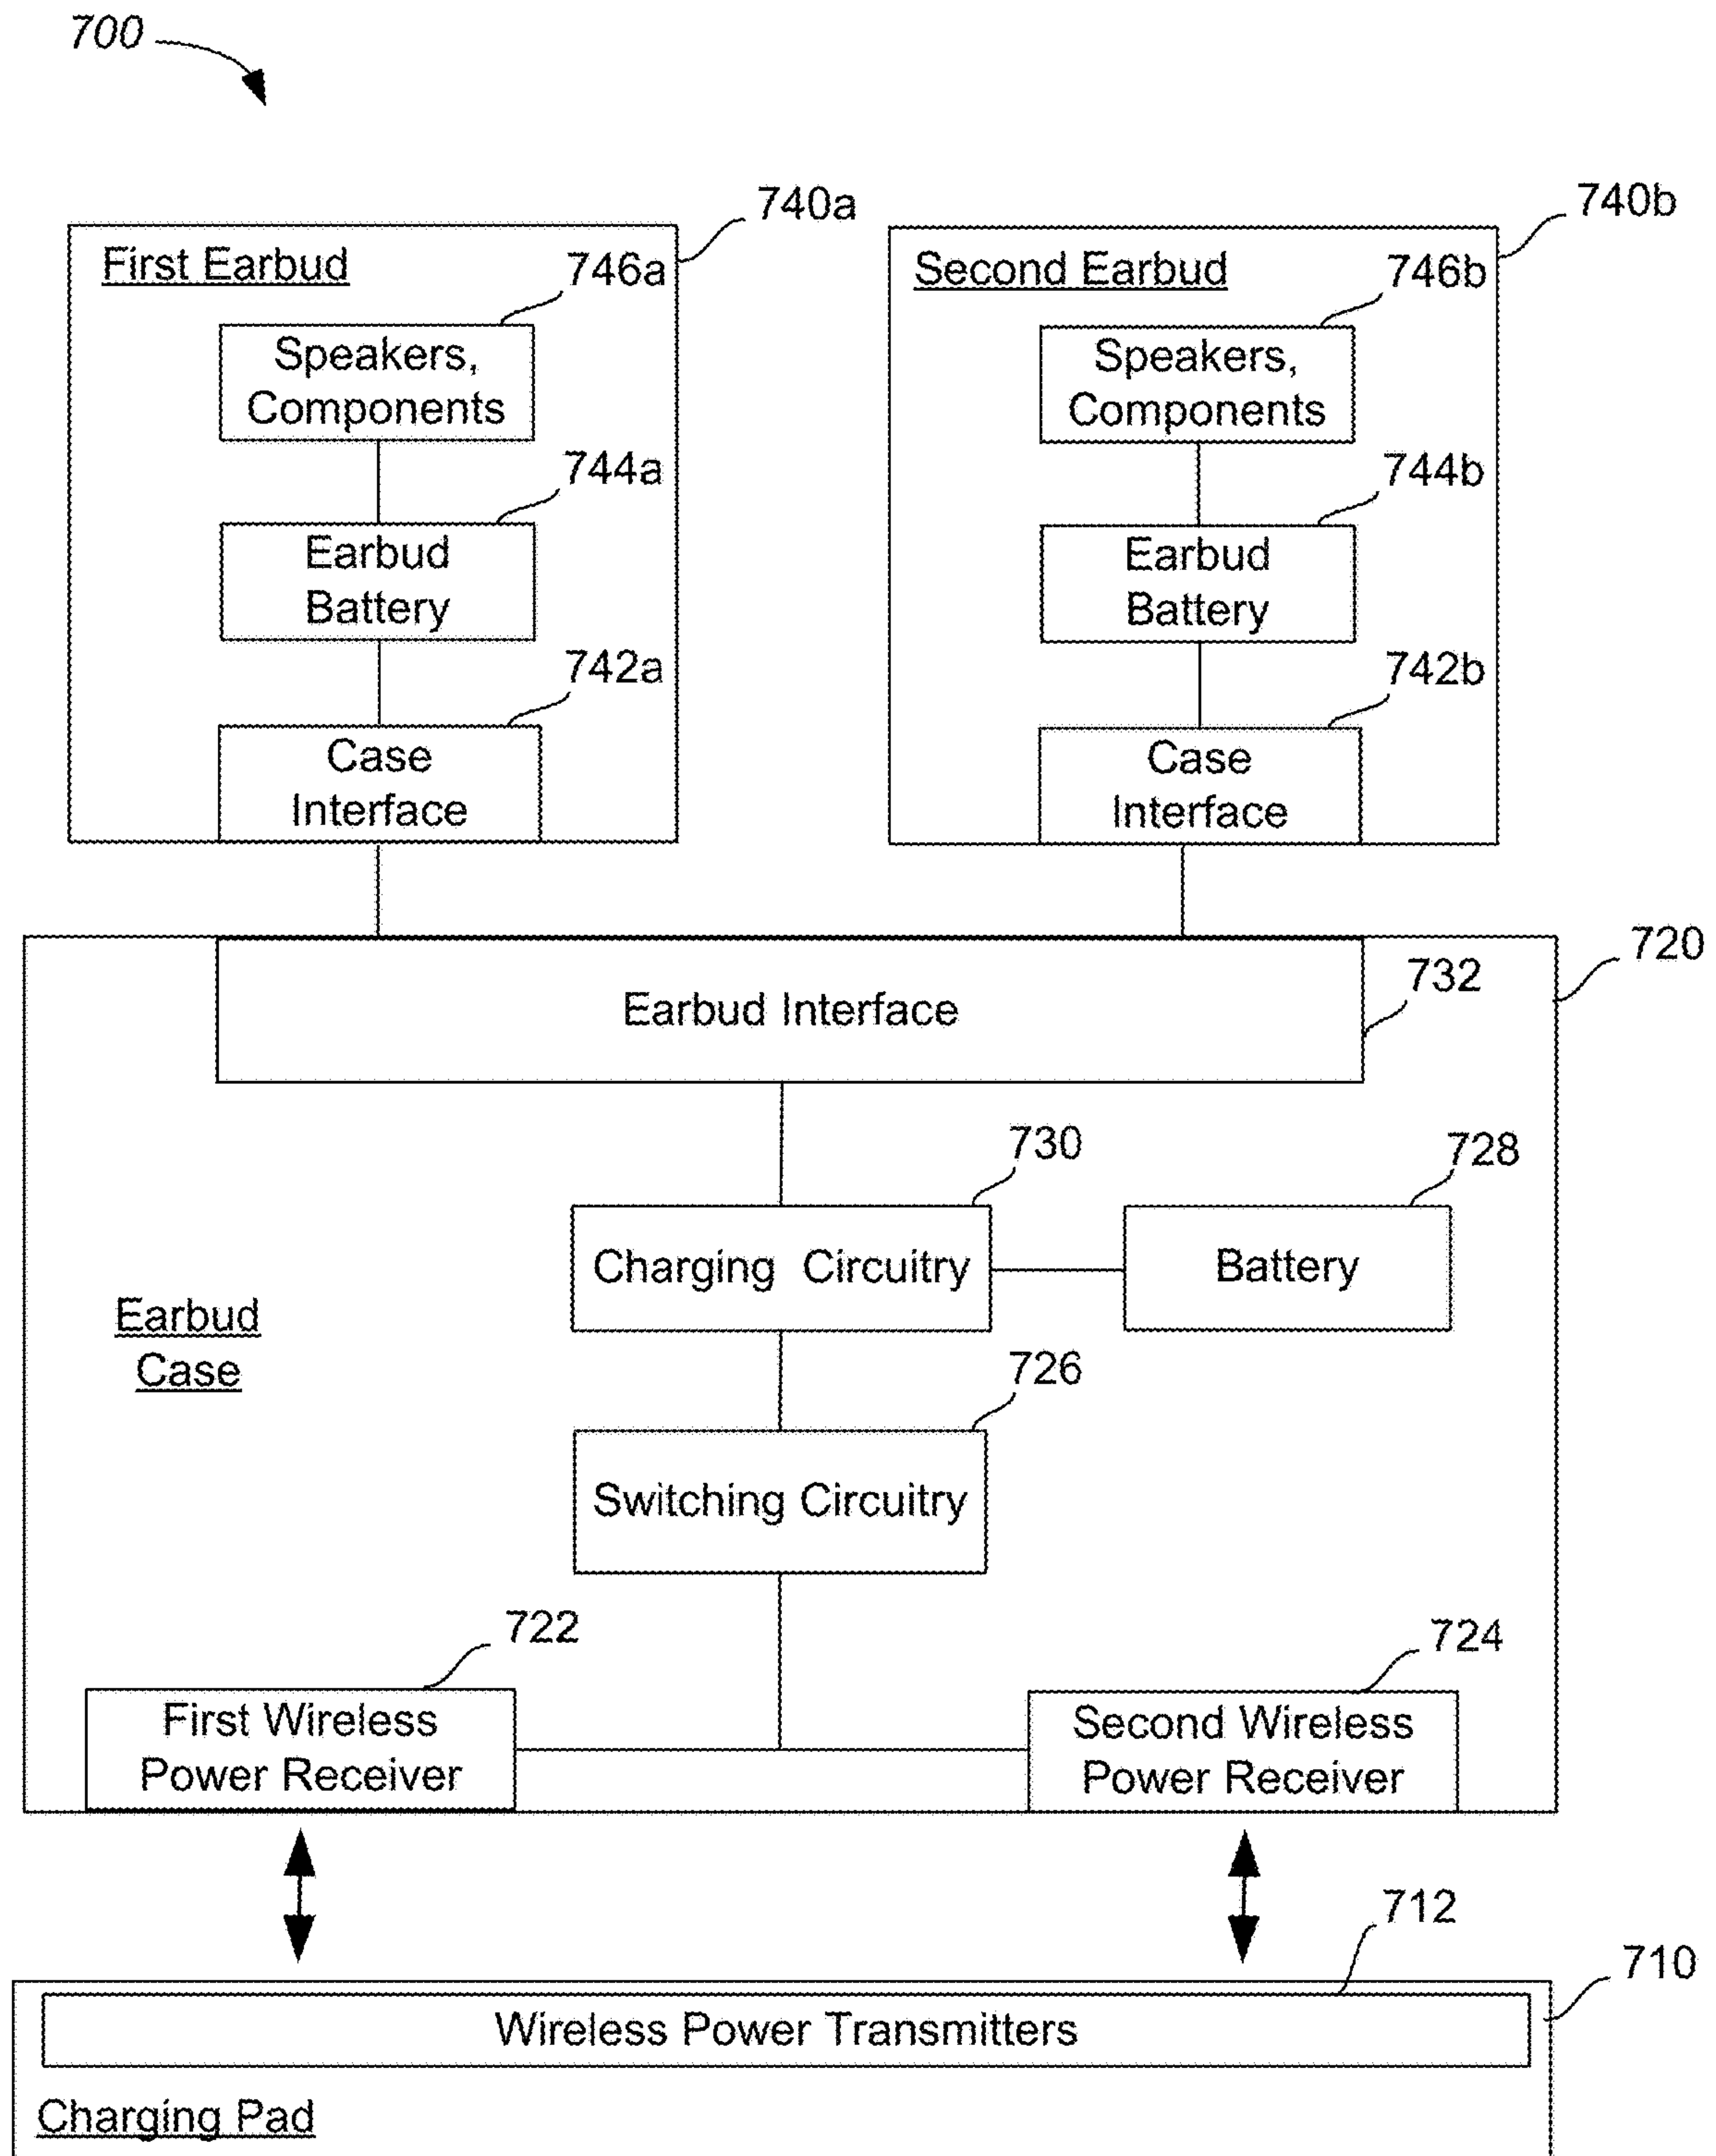 700
740a
740b
First Earbud
746a
Second Earbud
746b
Speakers,
Components
Speakers,
Components
744a
744b
Earbud
Battery
Earbud
Battery
742a
742b
Case
Interface
Case
Interface
720
732
Earbud Interface
730
728
Charging Circuitry
Battery
Earbud
Case
726
Switching Circuitry
722
724
First Wireless
Power Receiver
Second Wireless
Power Receiver
712
710
Wireless Power Transmitters
Charging Pad